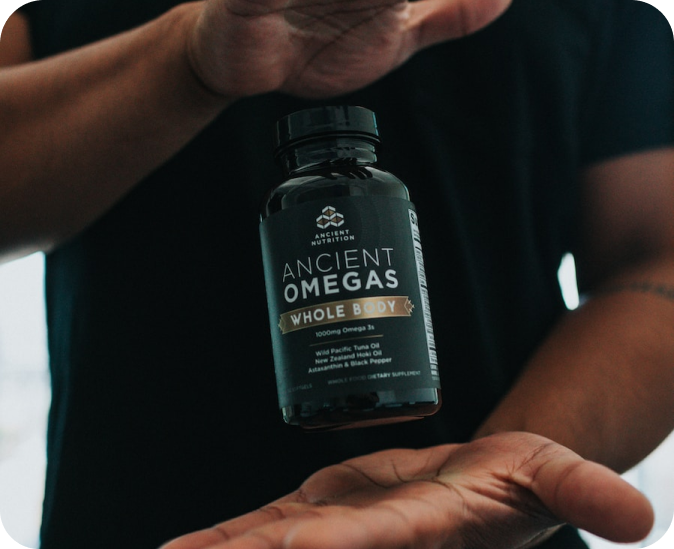 ANCIENT
NUTRITION
ANCIENT
OMEGAS
WHOLE BODY
1000mg Omega 3s
Wild Pacific Tuna Oil
New Zealand Hoki Oil
Astaxanthin & Black Pepper
WHOLE FOOD DIETARY SUPPLEMENT